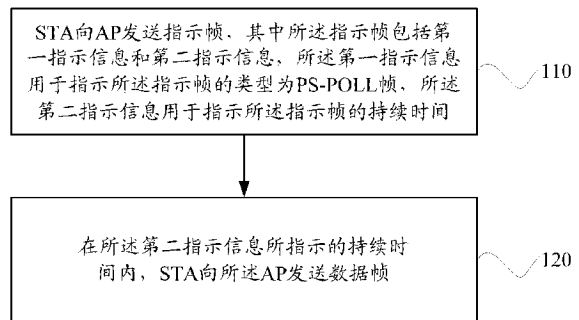 STA向AP发送指示帧，其中所述指示帧包括第
一指示信息和第二指示信息，所述第一指示信息
用于指示所述指示帧的类型为PS-POLL帧，所述
第二指示信息用于指示所述指示帧的持续时间
110
在所述第二指示信息所指示的持续时
间内，STA向所述AP发送数据帧
120